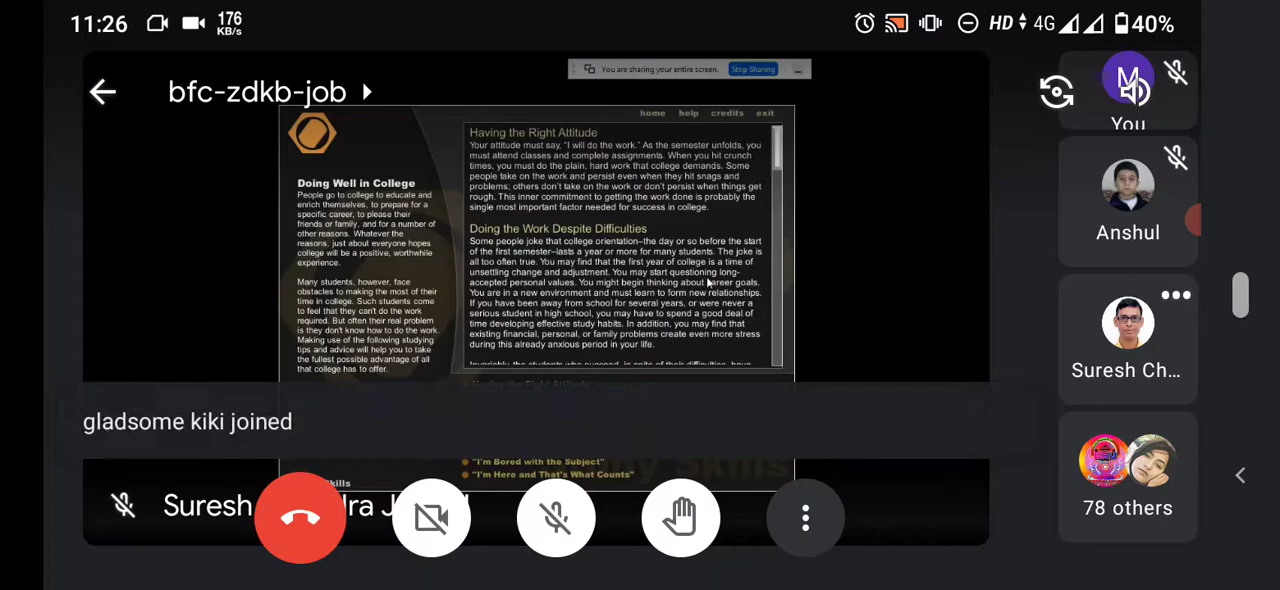 11:26
176
KB/s
HD
4G
40%
You are sharing your entire screen.
Stop Sharing
bfc-zdkb-job
home help credits exit
Doing Well in College
People go to college to educate and
enrich themselves, to prepare for a
specific career, to please their
friends or family, and for a number of
other reasons. Whatever the
reasons, just about everyone hopes
college will be a positive, worthwhile
experience.
Many students, however, face
obstacles to making the most of their
time in college. Such students come
to feel that they can't do the work
required. But often their real problem
is they don't know how to do the work.
Making use of the following study
tips and advice will help you to take
the fullest possible advantage of all
that college has to offer.
Having the Right Attitude
Your attitude must say, "I will do the work." As the semester unfolds, you
must attend classes and complete assignments. When you hit crunch
times, you must do the plain, hard work that college demands. Some
people take on the work and persist even when they hit snags and
problems; others don't take on the work or don't persist when things get
rough. This inner commitment to getting the work done is probably the
single most important factor needed for success in college.
Doing the Work Despite Difficulties
Some people joke that college orientation–the day or so before the start
of the first semester–lasts a year or more for many students. The joke is
all too often true. You may find that the first year of college is a time of
unsettling change and adjustment. You may start questioning long-
accepted personal values. You might begin thinking about career goals.
You are in a new environment and must learn to form new relationships.
If you have been away from school for several years, or were never a
serious student in high school, you may have to spend a good deal of
time developing effective study habits. In addition, you may find that
existing financial, personal, or family problems create even more stress
during this already anxious period in your life.
Invariably the students who succeed, in spite of their difficulties, have
Having the Right Attitude
"I'm Bored with the Subject"
"I'm Here and That's What Counts"
Skills
gladsome kiki joined
Suresh
M
You
Anshul
Suresh Ch...
78 others